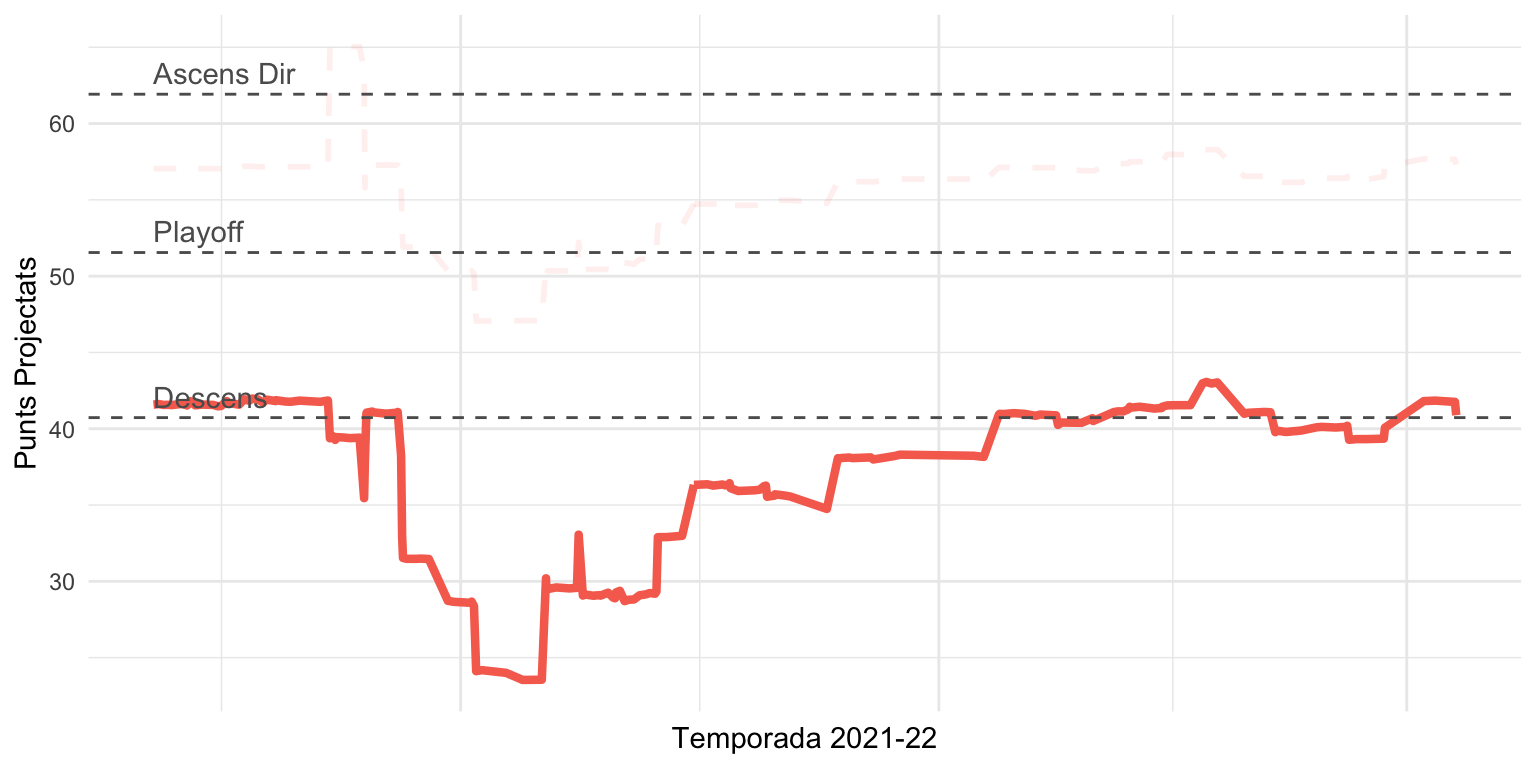 Ascens Dir
60
Playoff
50
Descens
40
30
Punts Projectats
Temporada 2021-22